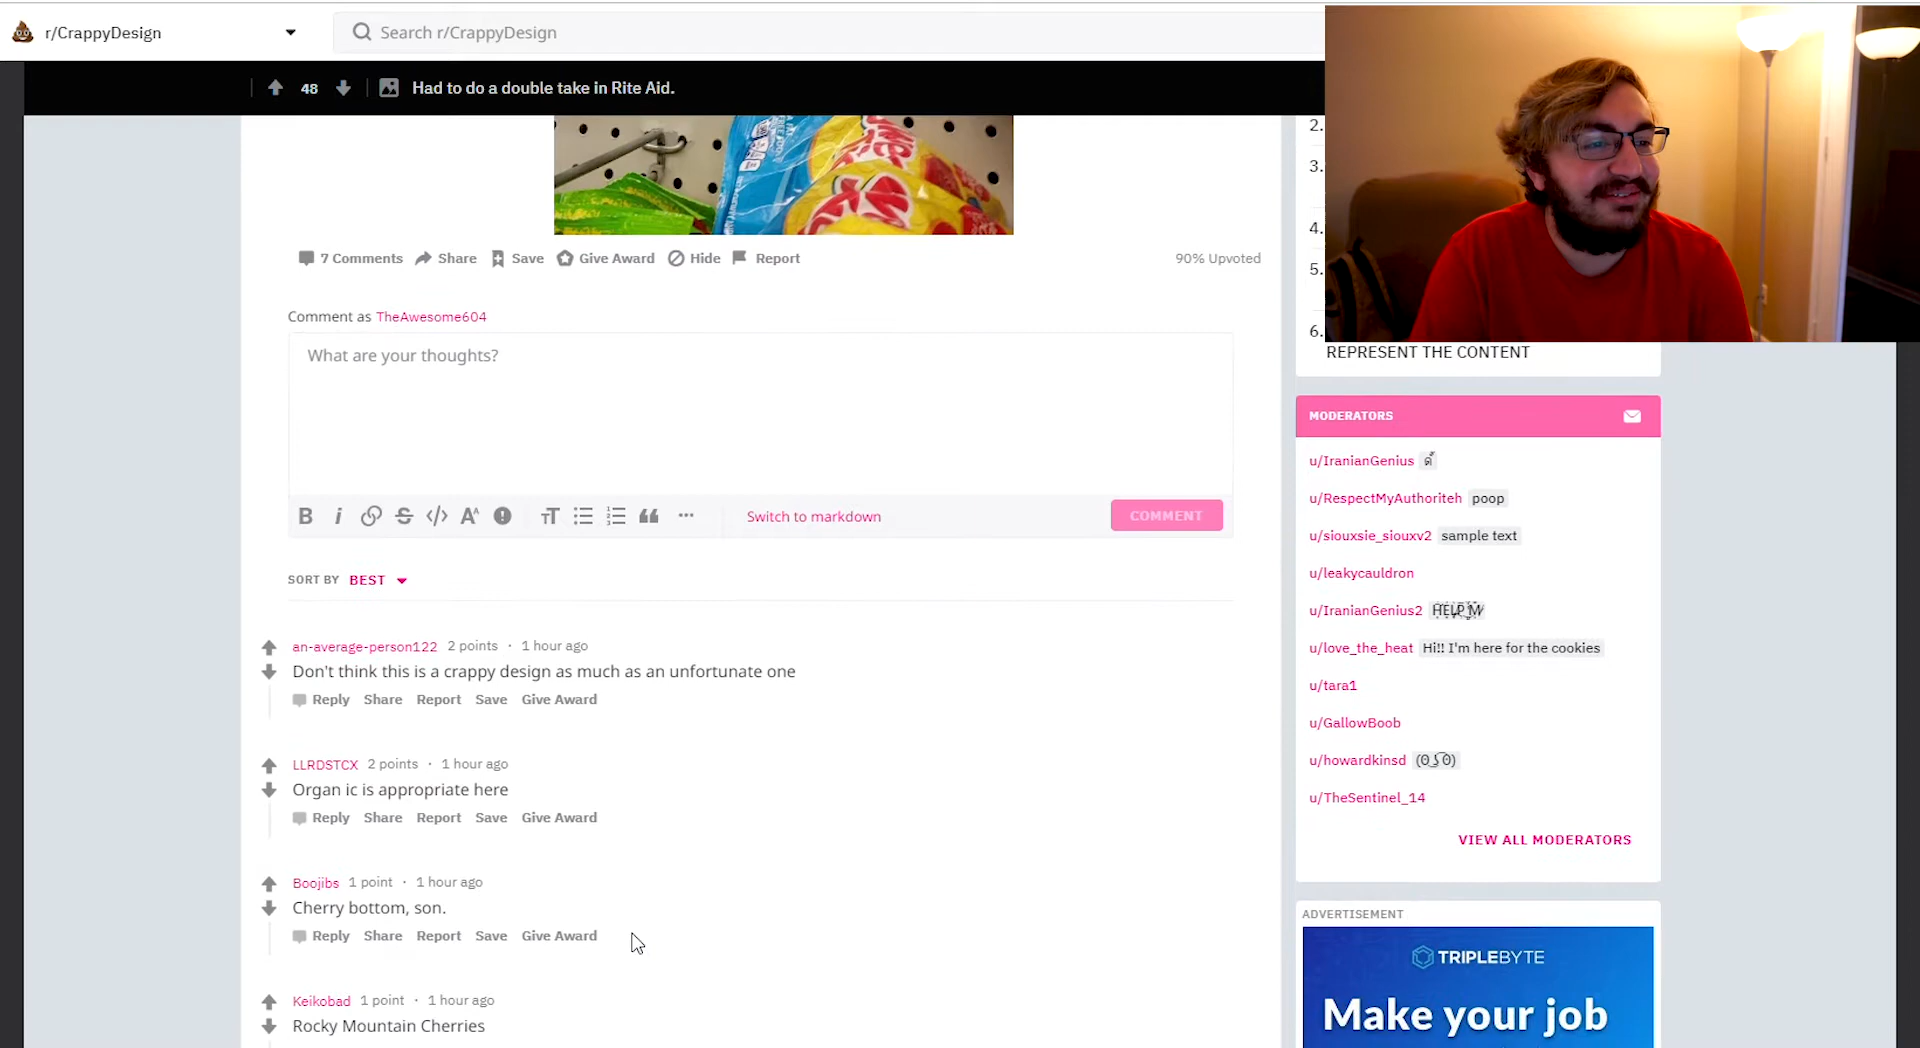 r/CrappyDesign
Search r/CrappyDesign
48
Had to do a double take in Rite Aid.
7 Comments Share Save Give Award Hide Report
90% Upvoted
Comment as TheAwesome604
What are your thoughts?
Switch to markdown
COMMENT
SORT BY BEST
an-average-person122 2 points · 1 hour ago
Don't think this is a crappy design as much as an unfortunate one
Reply Share Report Save Give Award
LLRDSTCX 2 points · 1 hour ago
Organ ic is appropriate here
Reply Share Report Save Give Award
Boojibs 1 point · 1 hour ago
Cherry bottom, son.
Reply Share Report Save Give Award
Keikobad 1 point · 1 hour ago
Rocky Mountain Cherries
2.
3.
4.
5.
6.
REPRESENT THE CONTENT
MODERATORS
u/IranianGenius
u/RespectMyAuthoriteh poop
u/siouxsie_siouxv2 sample text
u/leakycauldron
u/IranianGenius2 HELP M
u/love_the_heat Hi!! I'm here for the cookies
u/tara1
u/GallowBoob
u/howardkinsd (ʘ ͟ʖ ʘ)
u/TheSentinel_14
VIEW ALL MODERATORS
ADVERTISEMENT
TRIPLEBYTE
Make your job